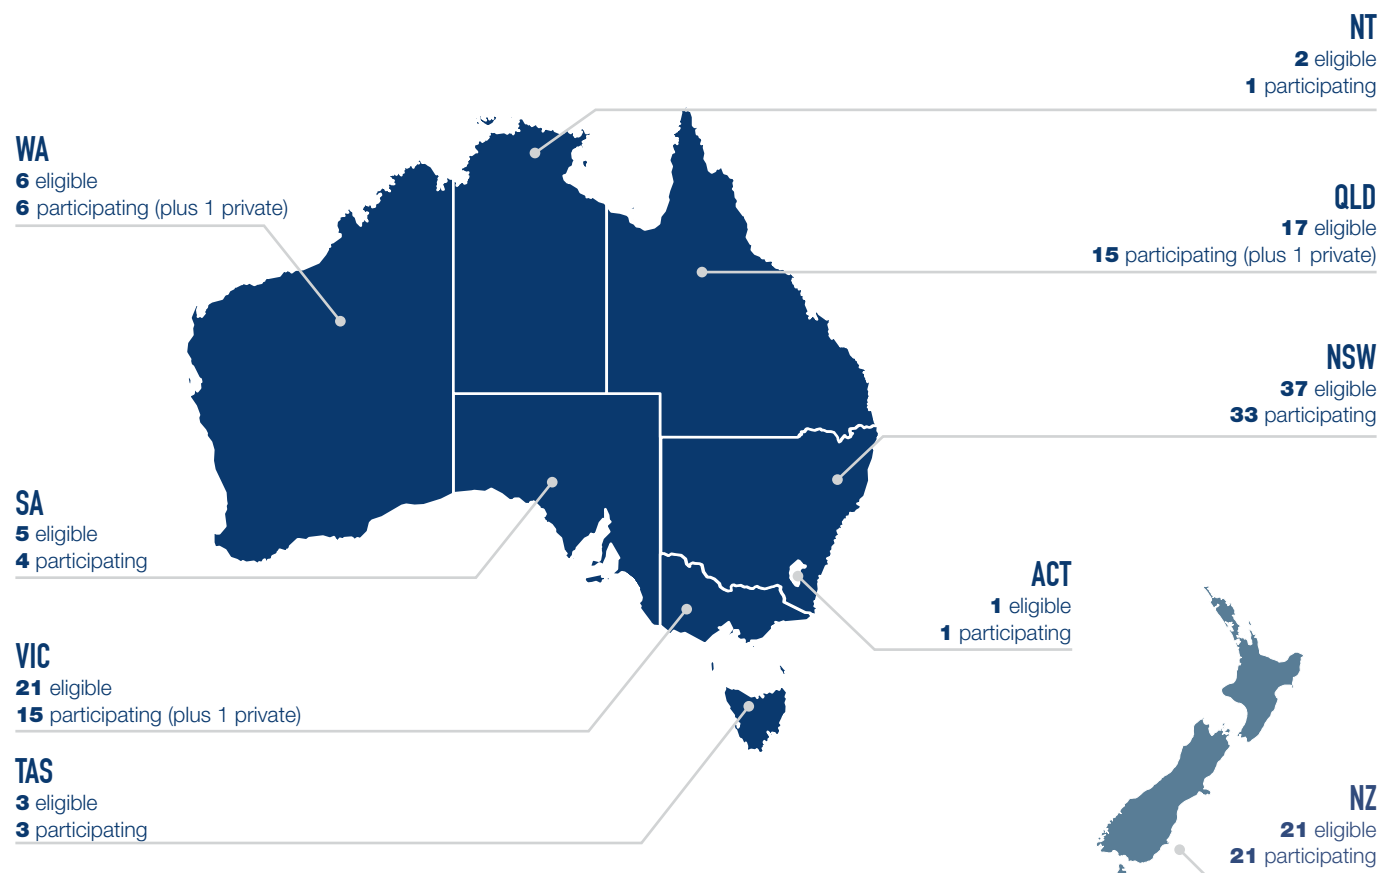 NT
2 eligible
1 participating
WA
6 eligible
6 participating (plus 1 private)
QLD
17 eligible
15 participating (plus 1 private)
NSW
37 eligible
33 participating
SA
5 eligible
4 participating
ACT
1 eligible
1 participating
VIC
21 eligible
15 participating (plus 1 private)
TAS
3 eligible
3 participating
NZ
21 eligible
21 participating